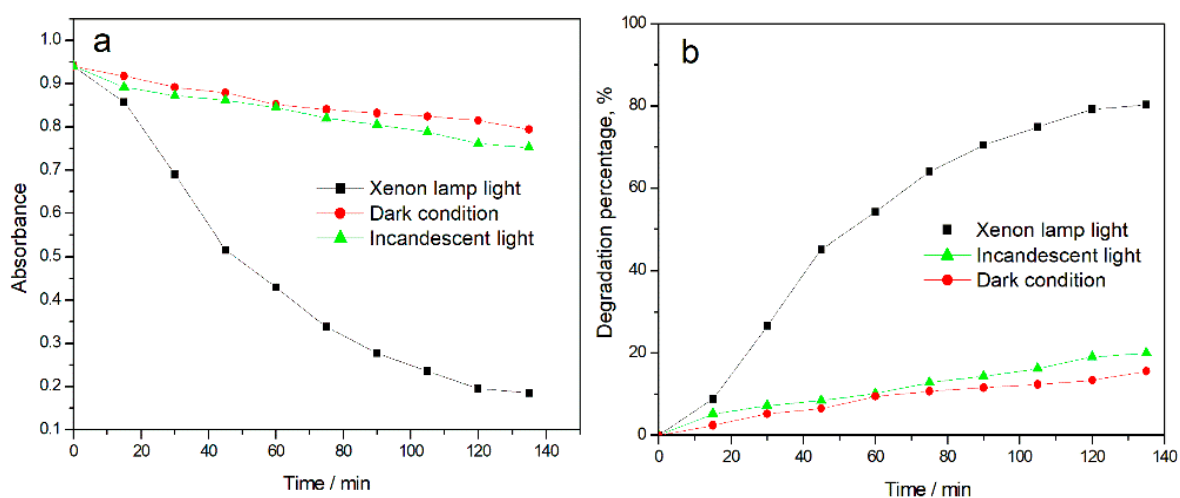 a
1.0
0.9
0.8
0.7
0.6
0.5
0.4
0.3
0.2
0.1
Absorbance
Xenon lamp light
Dark condition
Incandescent light
0 20 40 60 80 100 120 140
Time / min
b
100
80
60
40
20
0
Degradation percentage, %
Xenon lamp light
Incandescent light
Dark condition
0 20 40 60 80 100 120 140
Time / min